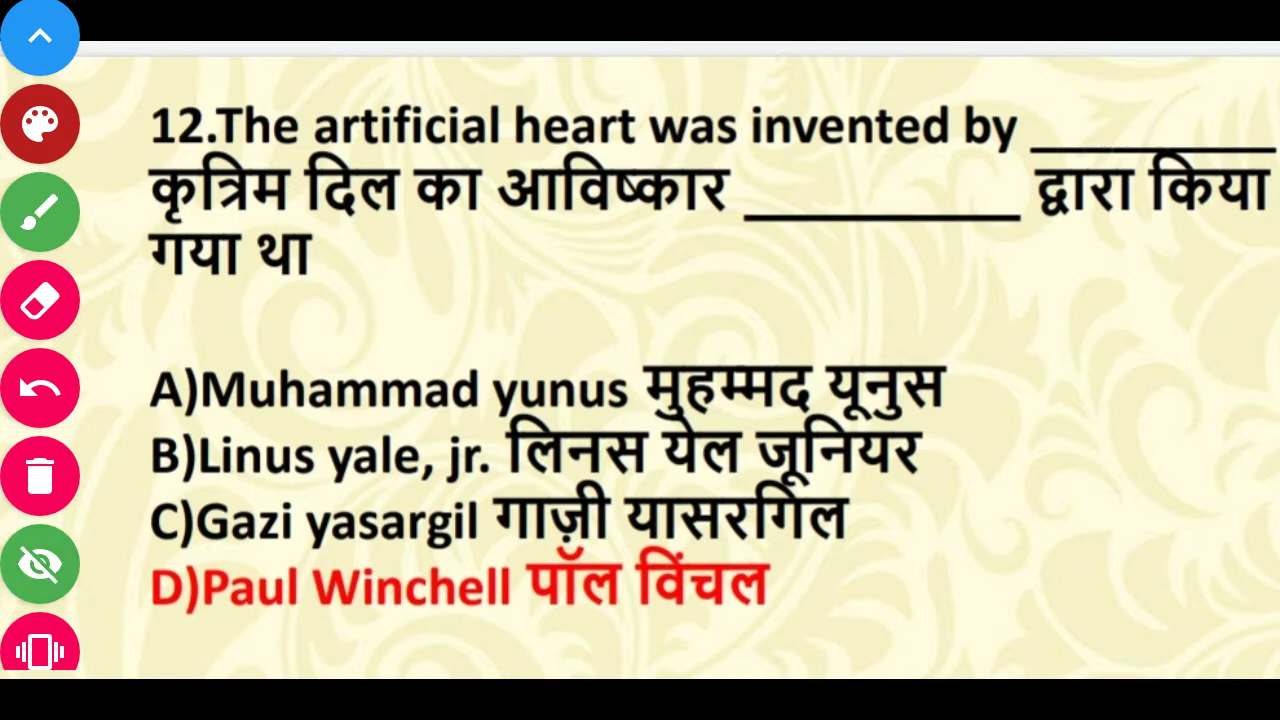 12.The artificial heart was invented by __________
कृत्रिम दिल का आविष्कार ___________ द्वारा किया
गया था
A)Muhammad yunus मुहम्मद यूनुस
B)Linus yale, jr. लिनस येल जूनियर
C)Gazi yasargil गाज़ी यासरगिल
D)Paul Winchell पॉल विंचल